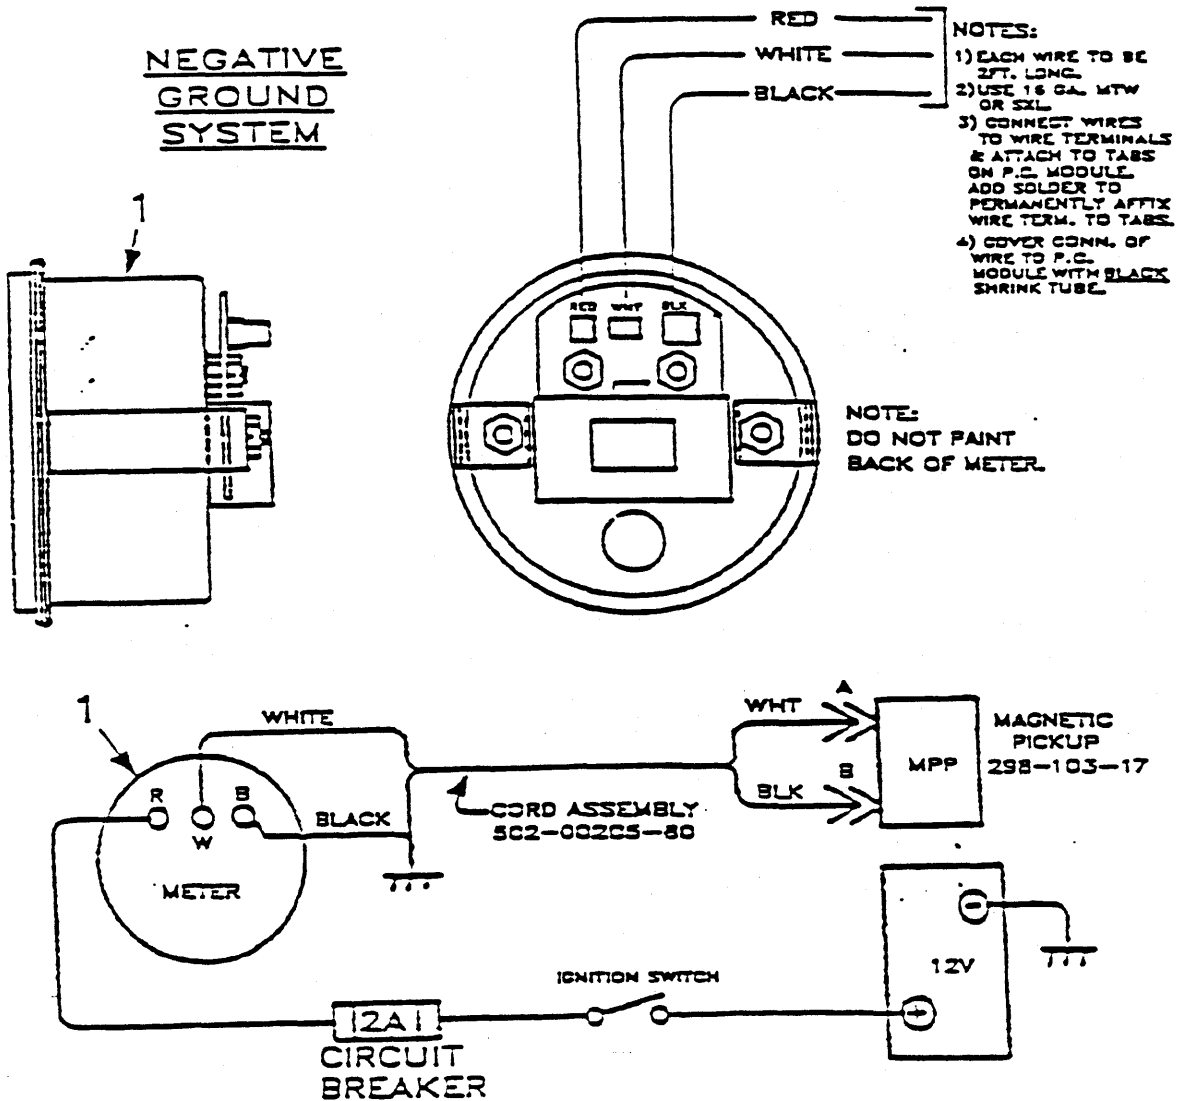 NEGATIVE
GROUND
SYSTEM
RED
WHITE
BLACK
NOTES:
1) EACH WIRE TO BE
2FT. LONG.
2) USE 16 GA. MTW
OR SXL
3) CONNECT WIRES
TO WIRE TERMINALS
& ATTACH TO TABS
ON P.C. MODULE.
ADD SOLDER TO
PERMANENTLY AFFIX
WIRE TERM. TO TABS.
4) COVER CONN. OF
WIRE TO P.C.
MODULE WITH BLACK
SHRINK TUBE.
1
RED WHT BLK
NOTE:
DO NOT PAINT
BACK OF METER.
1
WHITE
R B
W
BLACK
METER
CORD ASSEMBLY
502-00205-80
WHT A
BLK B
MPP
MAGNETIC
PICKUP
298-103-17
12V
- 
+
IGNITION SWITCH
2A
CIRCUIT
BREAKER